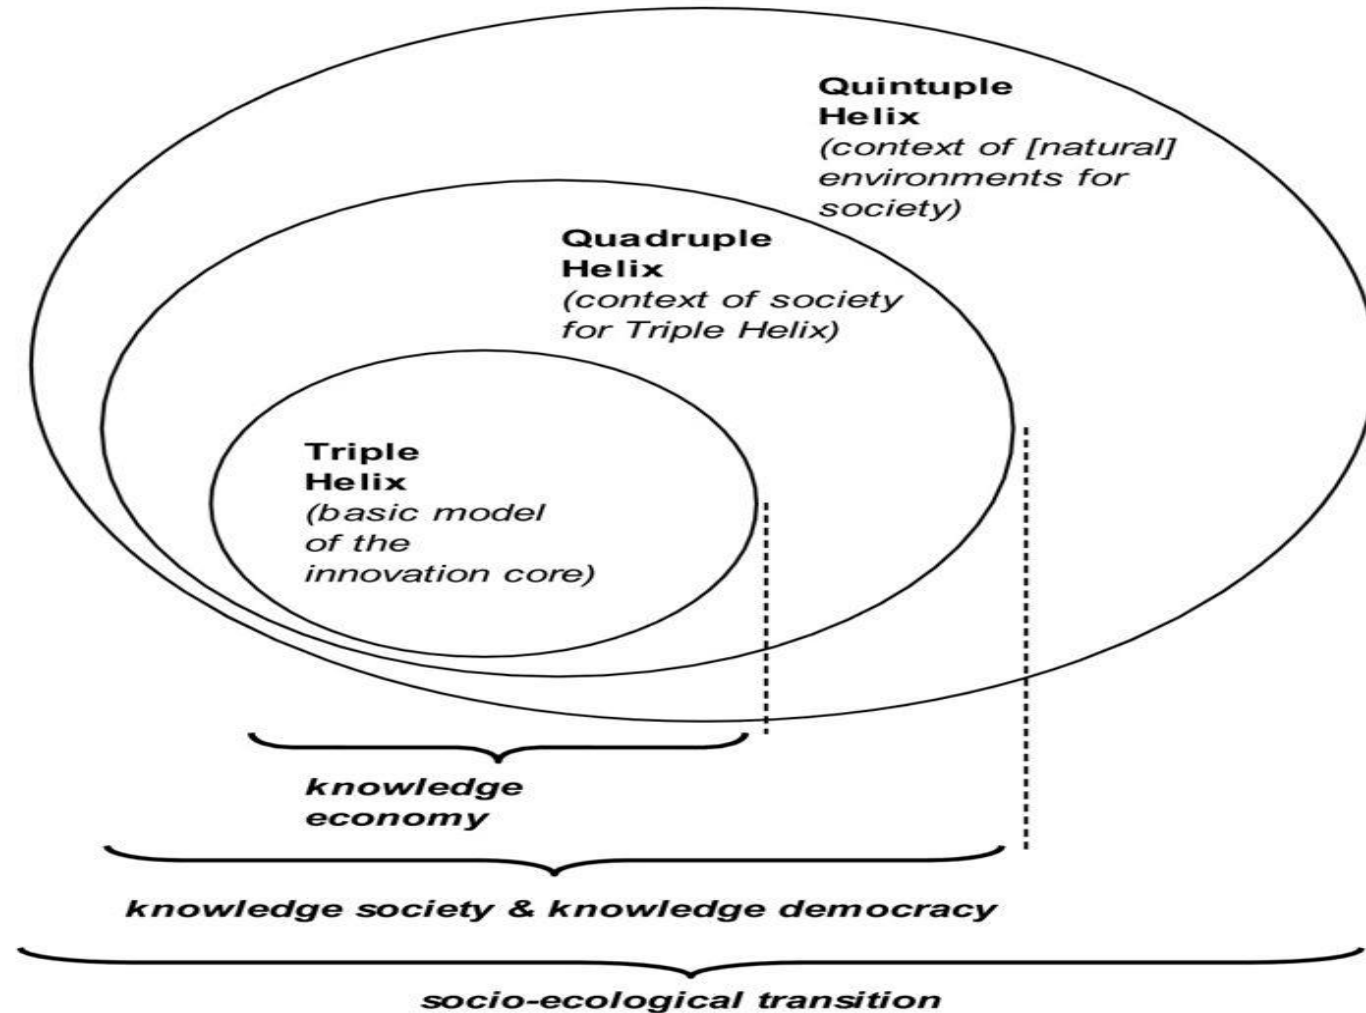 Quintuple
Helix
(context of [natural]
environments for
society)
Quadruple
Helix
(context of society
for Triple Helix)
Triple
Helix
(basic model
of the
innovation core)
knowledge
economy
knowledge society & knowledge democracy
socio-ecological transition